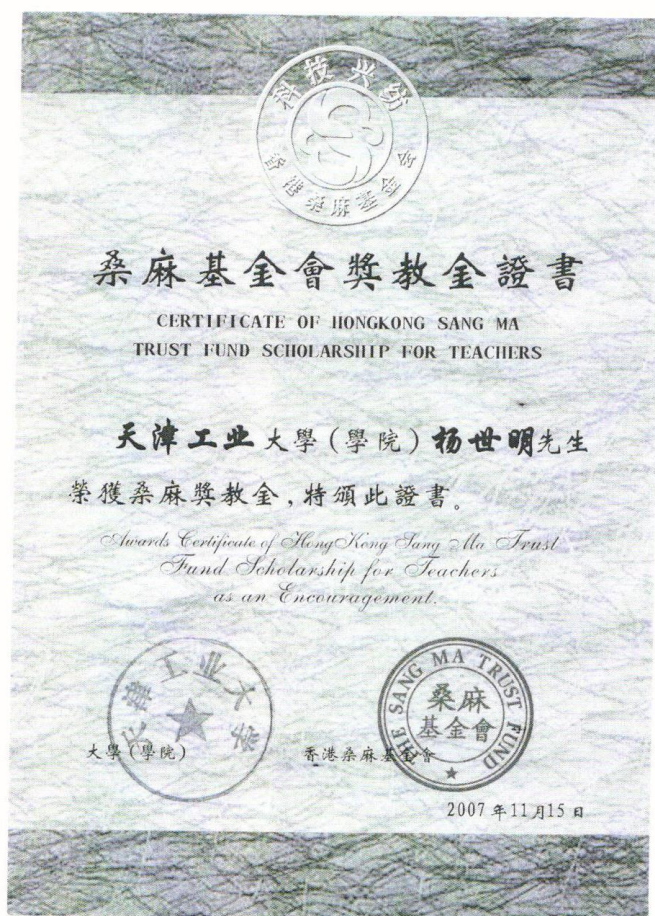 科技兴纺
香港桑麻基金会
桑麻基金會獎教金證書
CERTIFICATE OF HONGKONG SANG MA
TRUST FUND SCHOLARSHIP FOR TEACHERS
天津工业大學(學院)杨世明先生
榮獲桑麻獎教金,特頒此證書。
Awards Certificate of HongKong Sang Ma Trust
Fund Scholarship for Teachers
as an Encouragement.
天津工业大学
大學(學院)
THE SANG MA TRUST FUND
桑麻
基金會
香港桑麻基金會
2007年11月15日